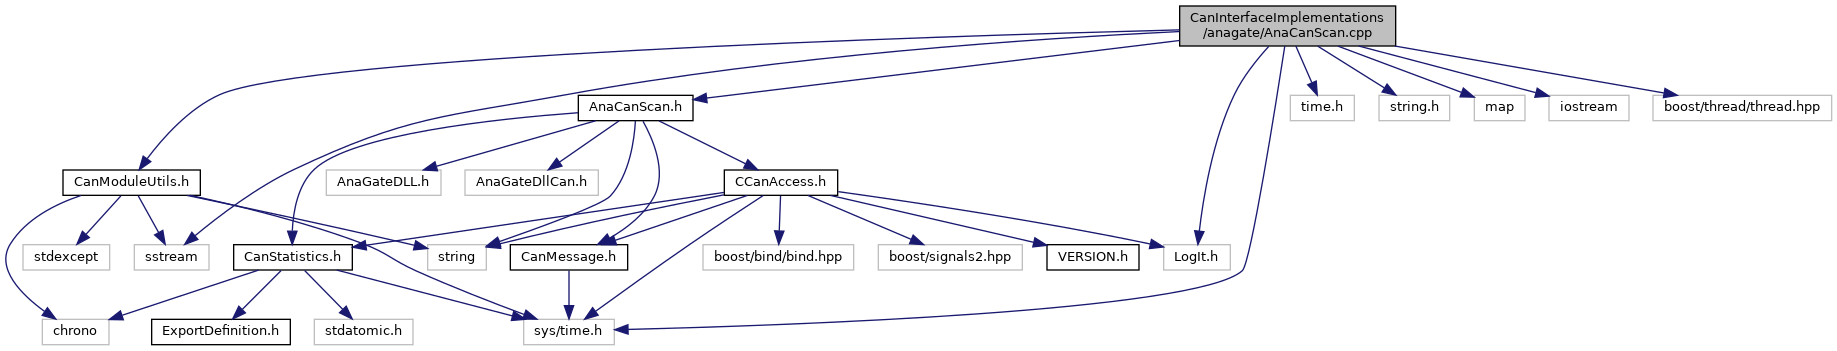 CanInterfaceImplementations
/anagate/AnaCanScan.cpp
AnaCanScan.h
time.h
string.h
map
iostream
boost/thread/thread.hpp
CanModuleUtils.h
AnaGateDLL.h
AnaGateDllCan.h
CCanAccess.h
stdexcept
sstream
CanStatistics.h
string
CanMessage.h
boost/bind/bind.hpp
boost/signals2.hpp
VERSION.h
LogIt.h
chrono
ExportDefinition.h
stdatomic.h
sys/time.h